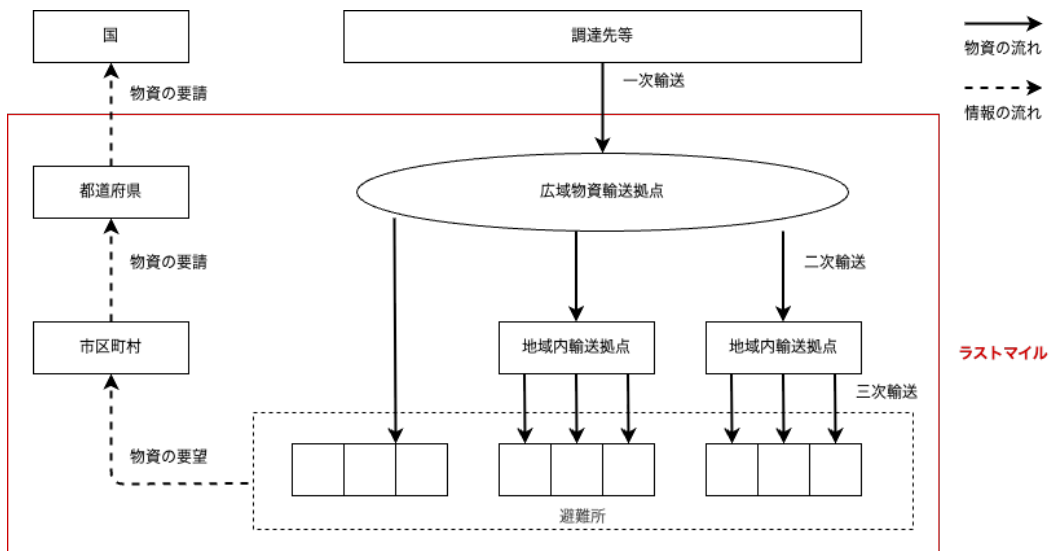 国
調達先等
物資の流れ
一次輸送
物資の要請
情報の流れ
都道府県
広域物資輸送拠点
物資の要請
二次輸送
市区町村
地域内輸送拠点
地域内輸送拠点
ラストマイル
三次輸送
物資の要望
避難所